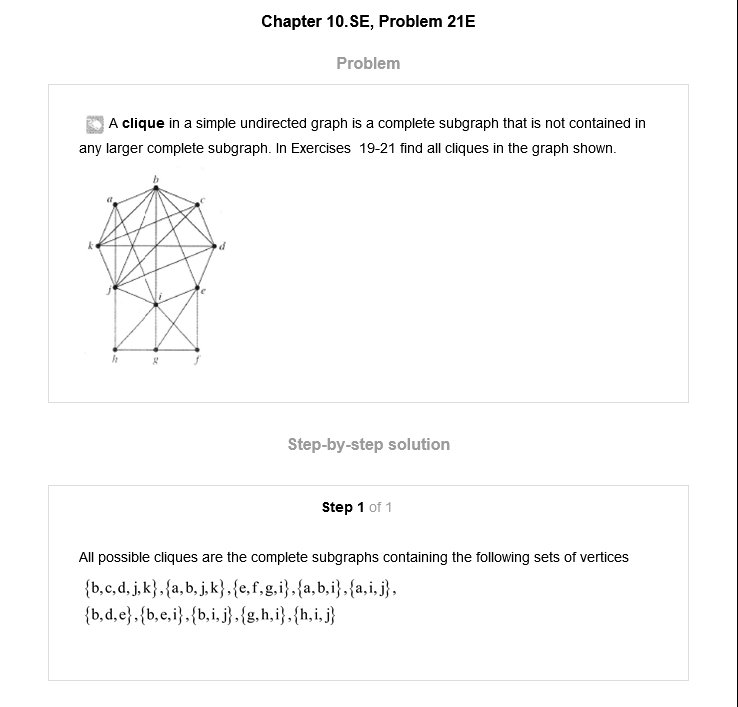 Chapter 10.SE, Problem 21E
Problem
A clique in a simple undirected graph is a complete subgraph that is not contained in
any larger complete subgraph. In Exercises 19-21 find all cliques in the graph shown.
b
a
c
k
d
j
i
e
h
g
f
Step-by-step solution
Step 1 of 1
All possible cliques are the complete subgraphs containing the following sets of vertices
{b,c,d,j,k},{a,b,j,k},{e,f,g,i},{a,b,i},{a,i,j},
{b,d,e},{b,e,i},{b,i,j},{g,h,i},{h,i,j}